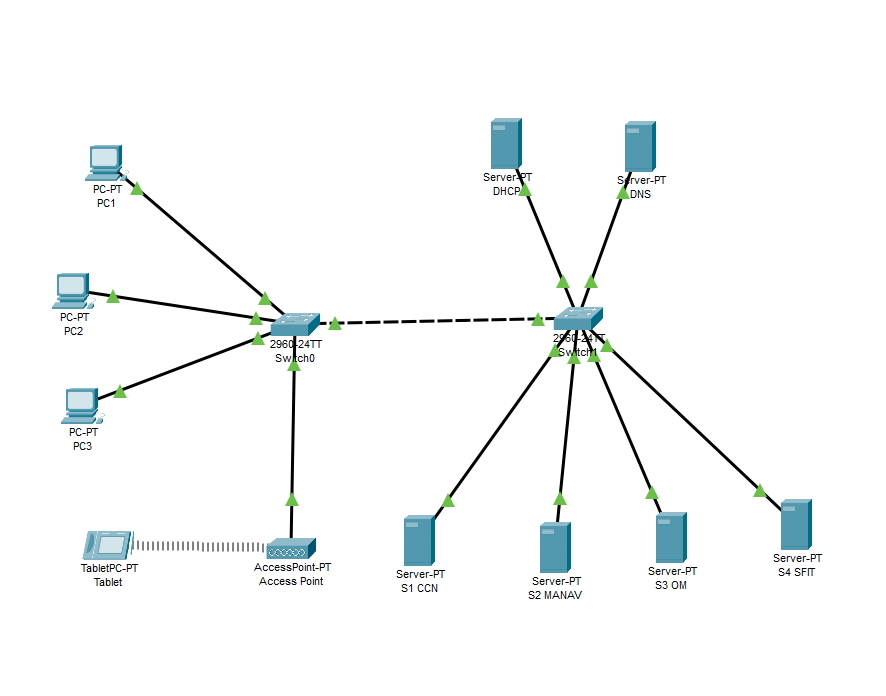 Server-PT
DHCP
Server-PT
DNS
PC-PT
PC1
PC-PT
PC2
2960-24TT
Switch0
2960-24TT
Switch1
PC-PT
PC3
TabletPC-PT
Tablet
AccessPoint-PT
Access Point
Server-PT
S1 CCN
Server-PT
S2 MANAV
Server-PT
S3 OM
Server-PT
S4 SFIT